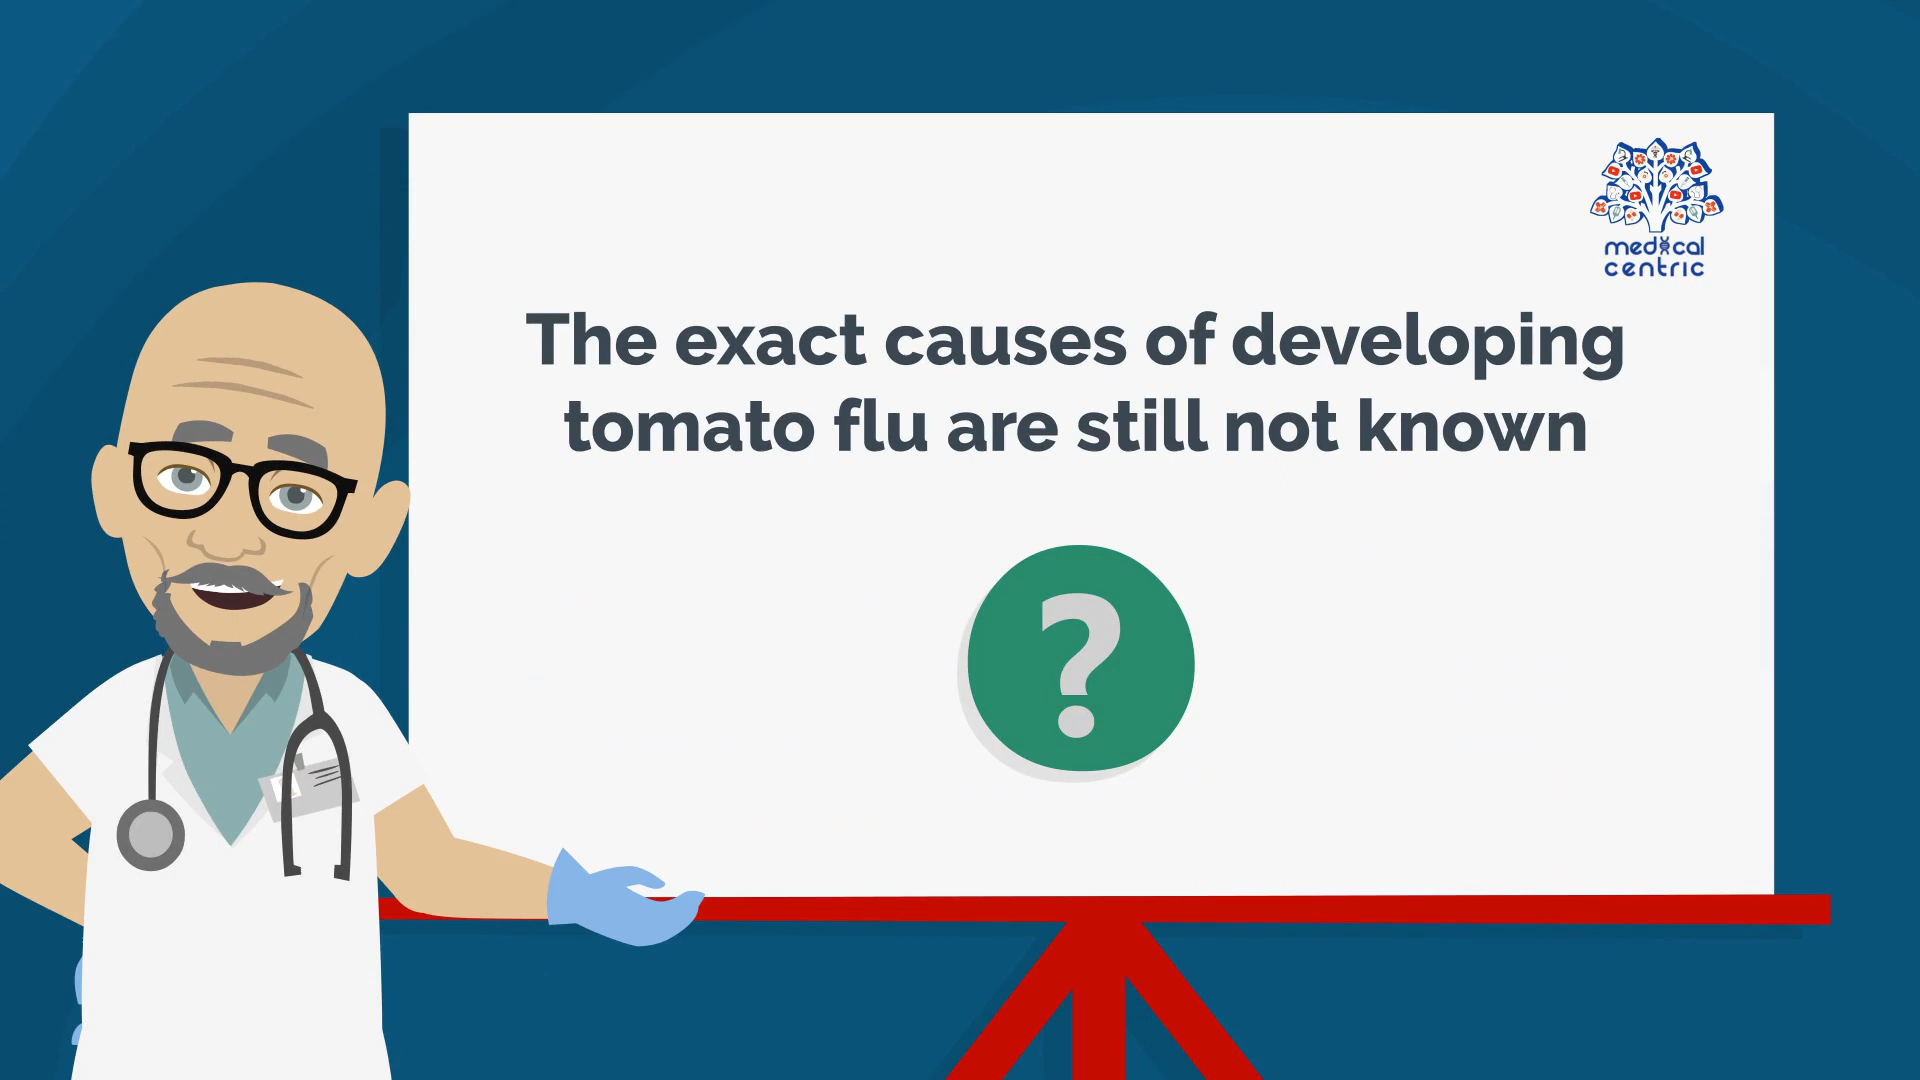 medical
centric
The exact causes of developing
tomato flu are still not known
?